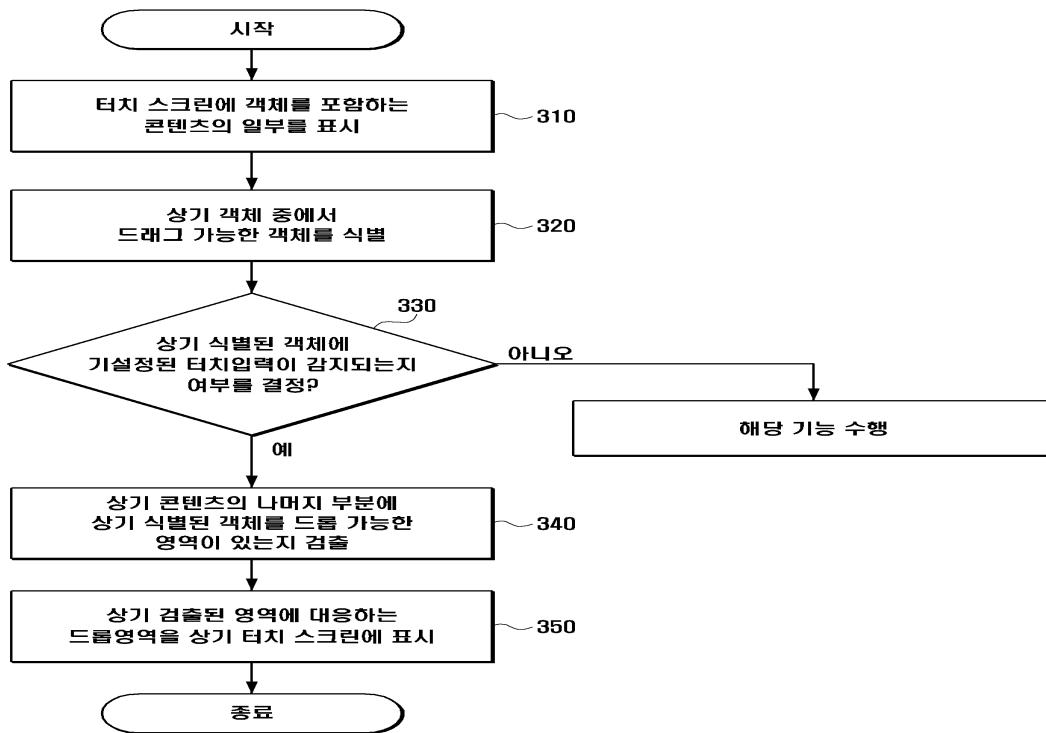 시작
터치 스크린에 객체를 포함하는
콘텐츠의 일부를 표시
310
상기 객체 중에서
드래그 가능한 객체를 식별
320
330
상기 식별된 객체에
기설정된 터치입력이 감지되는지
여부를 결정?
아니오
해당 기능 수행
예
상기 콘텐츠의 나머지 부분에
상기 식별된 객체를 드롭 가능한
영역이 있는지 검출
340
상기 검출된 영역에 대응하는
드롭영역을 상기 터치 스크린에 표시
350
종료